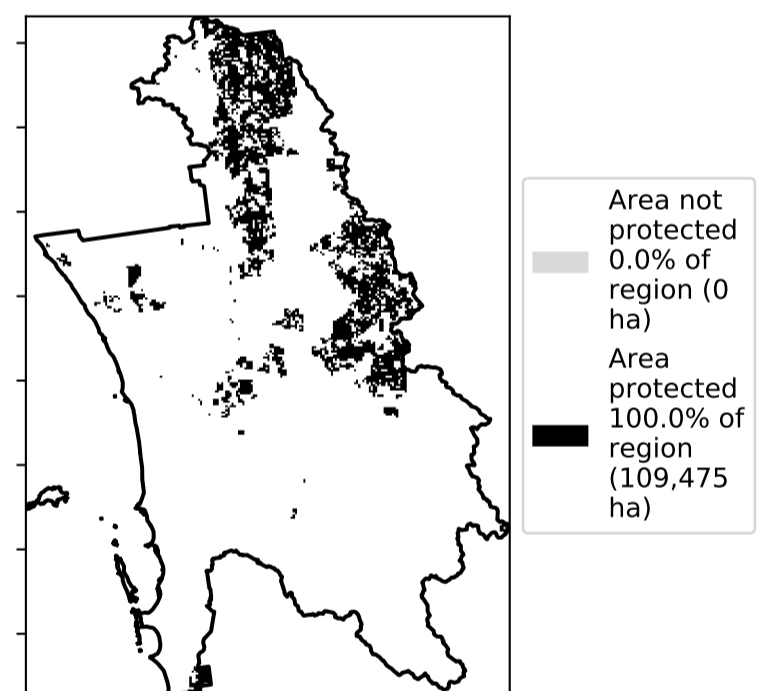 Area not
protected
0.0% of
region (0
ha)
Area
protected
100.0% of
region
(109,475
ha)